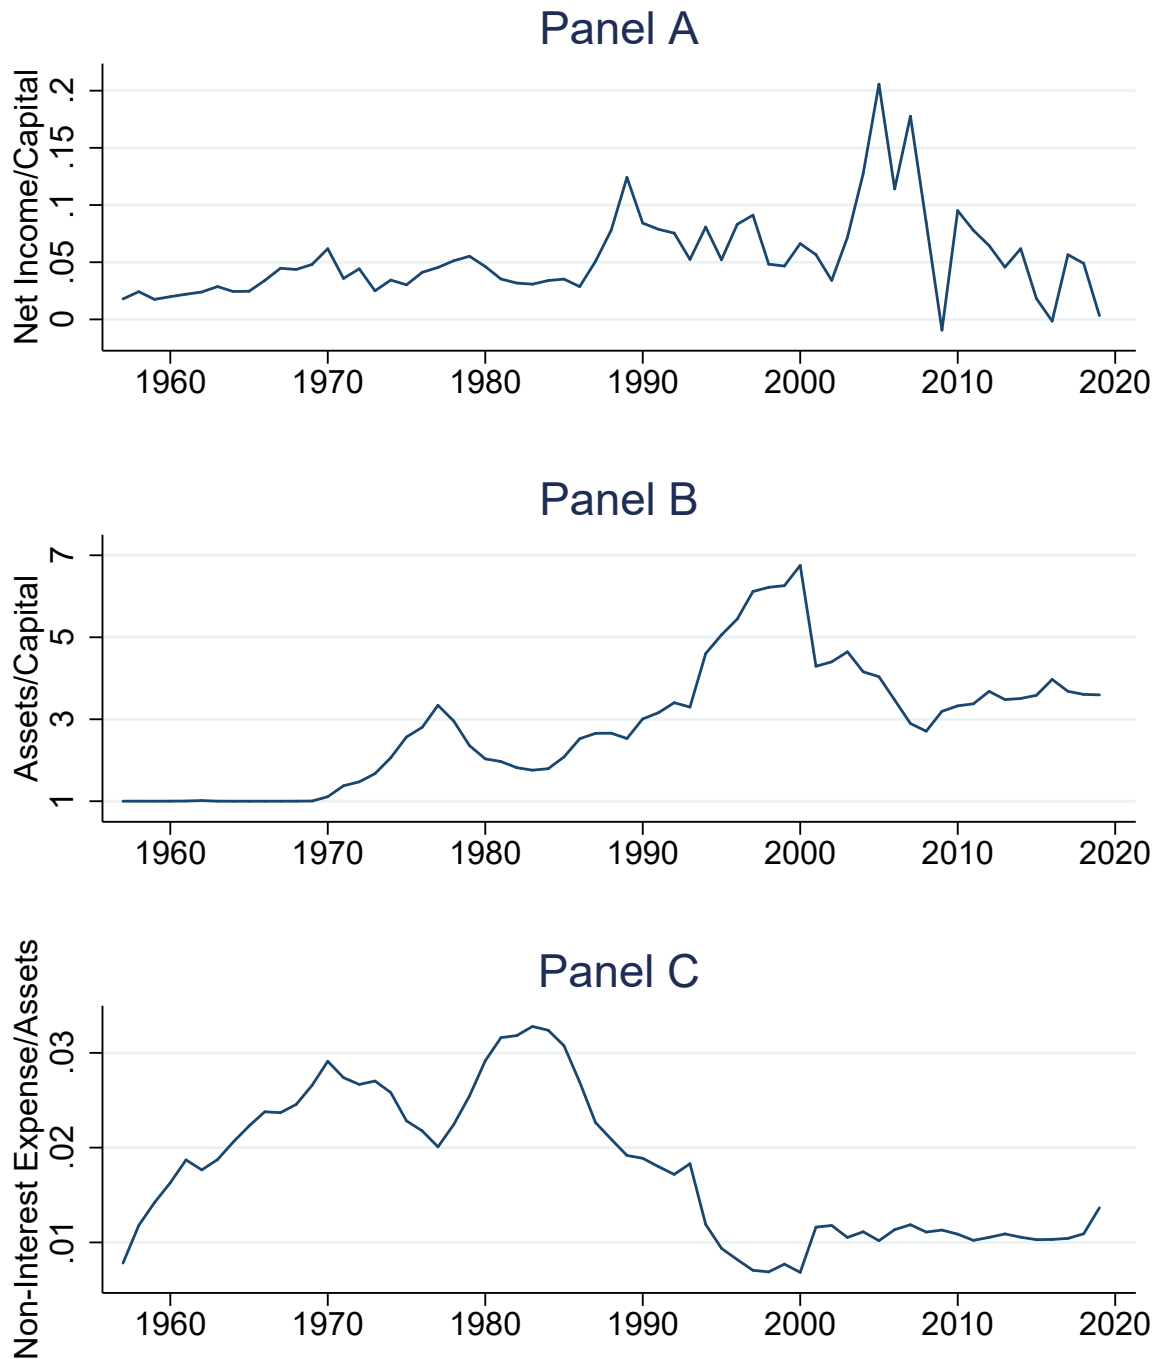 Panel A
Net Income/Capital
.2
.15
.1
.05
0
1960 1970 1980 1990 2000 2010 2020
Panel B
Assets/Capital
7
5
3
1
1960 1970 1980 1990 2000 2010 2020
Panel C
Non-Interest Expense/Assets
.03
.02
.01
1960 1970 1980 1990 2000 2010 2020